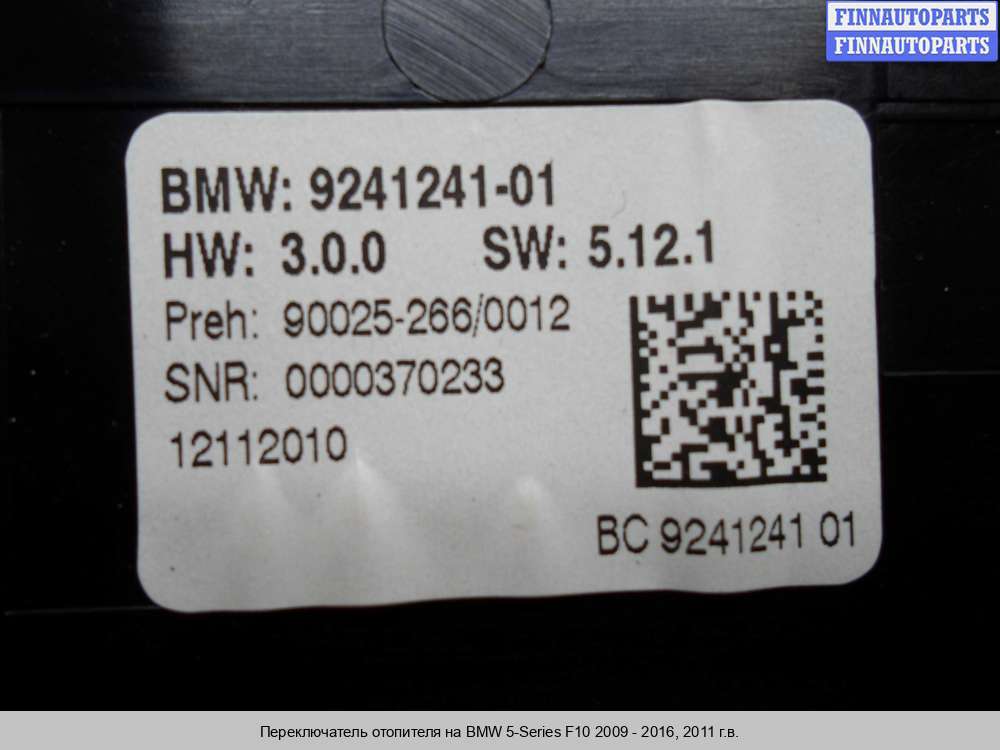 FINNAUTOPARTS
FINNAUTOPARTS
BMW: 9241241-01
HW: 3.0.0 SW: 5.12.1
Preh: 90025-266/0012
SNR: 0000370233
12112010
BC 9241241 01
Переключатель отопителя на BMW 5-Series F10 2009 - 2016, 2011 г.в.